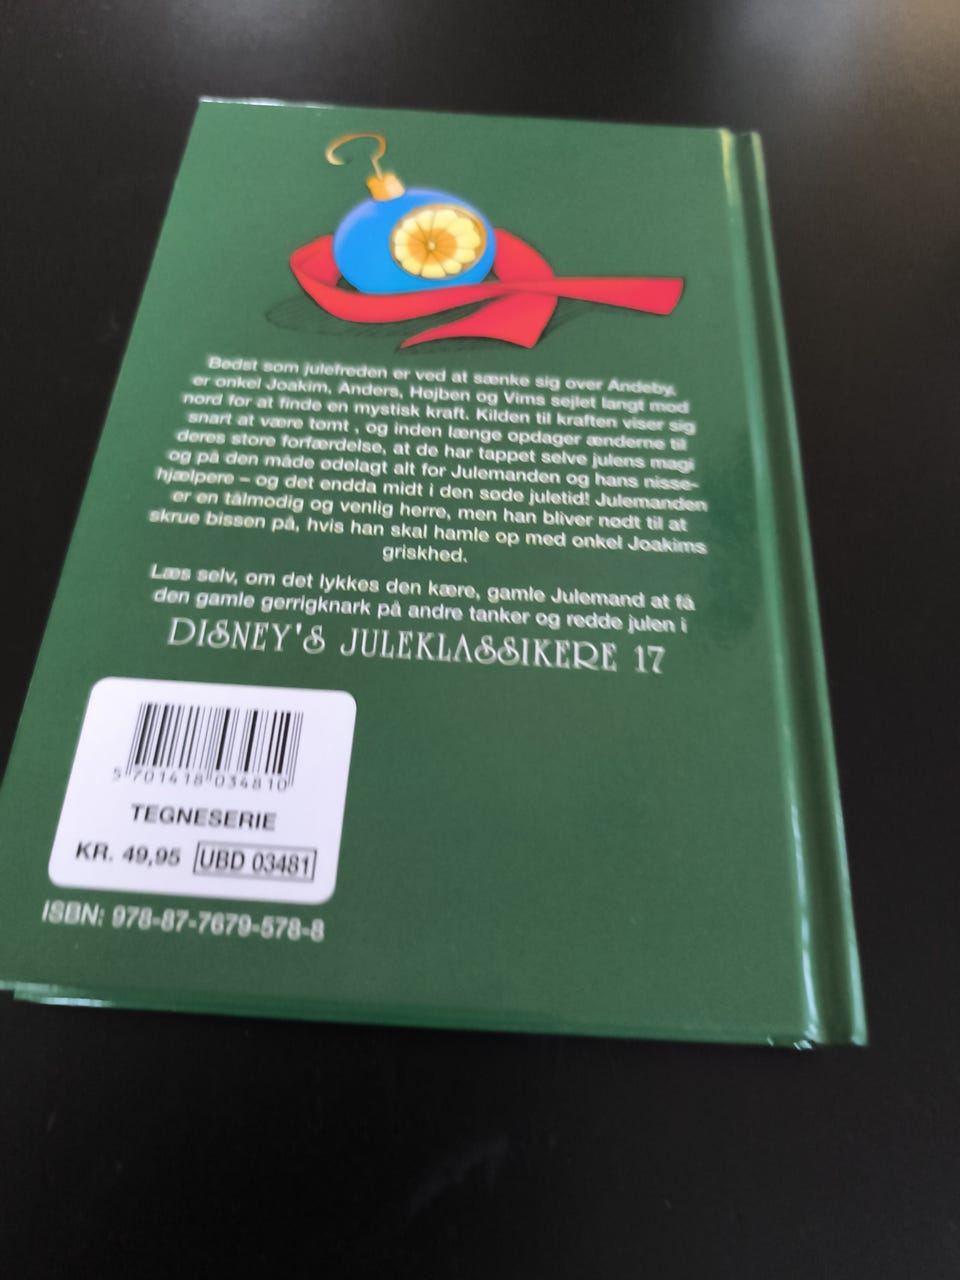 Bedst som julefreden er ved at sænke sig over Andeby,
er onkel Joakim, Anders, Højben og Vims sejlet langt mod
nord for at finde en mystisk kraft. Kilden til kraften viser sig
snart at være tømt , og inden længe opdager ænderne til
deres store forfærdelse, at de har tappet selve julens magi
og på den måde ødelagt alt for Julemanden og hans nisse-
hjælpere – og det endda midt i den søde juletid! Julemanden
er en tålmodig og venlig herre, men han bliver nødt til at
skrue bissen på, hvis han skal hamle op med onkel Joakims
griskhed.
Læs selv, om det lykkes den kære, gamle Julemand at få
den gamle gerrigknark på andre tanker og redde julen i
DISNEY'S JULEKLASSIKERE 17
5 701418 034810
TEGNESERIE
KR. 49,95 UBD 03481
ISBN: 978-87-7679-578-8